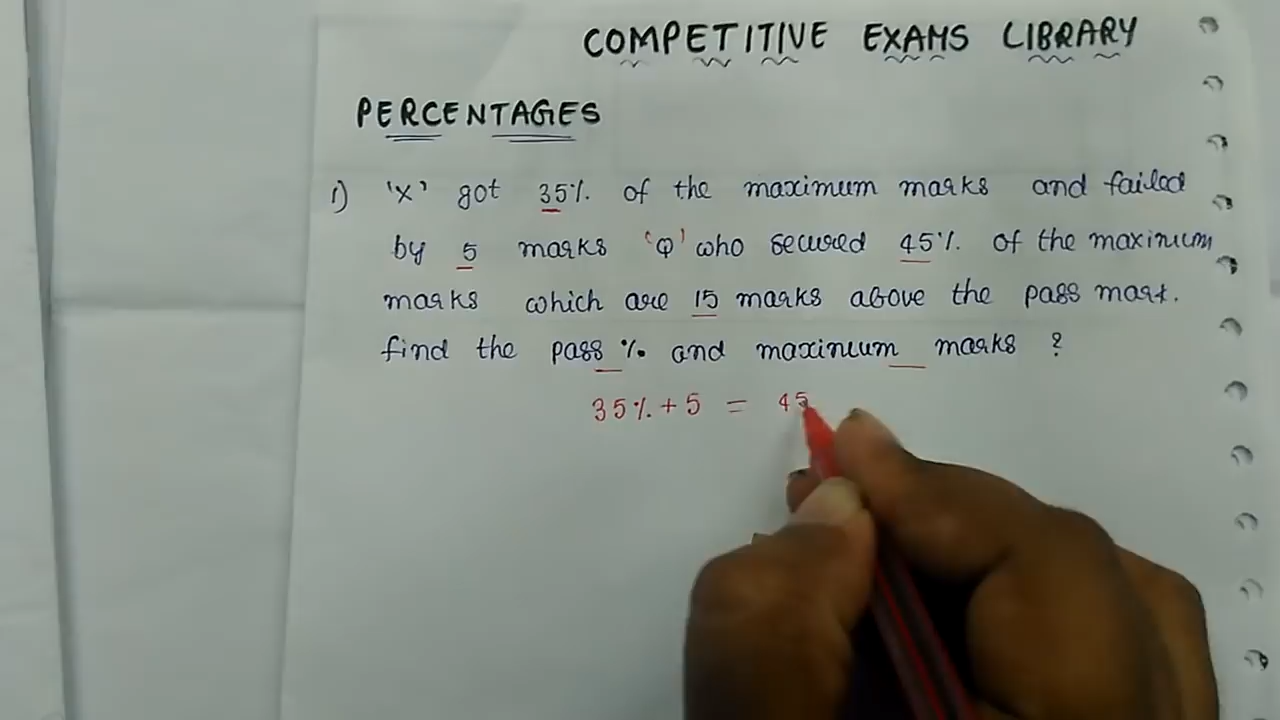 COMPETITIVE EXAMS LIBRARY
PERCENTAGES
1) 'X' got 35% of the maximum marks and failed
by 5 marks 'Q' who secured 45% of the maximum
marks which are 15 marks above the pass mark.
find the pass % and maximum marks ?
35% + 5 = 45